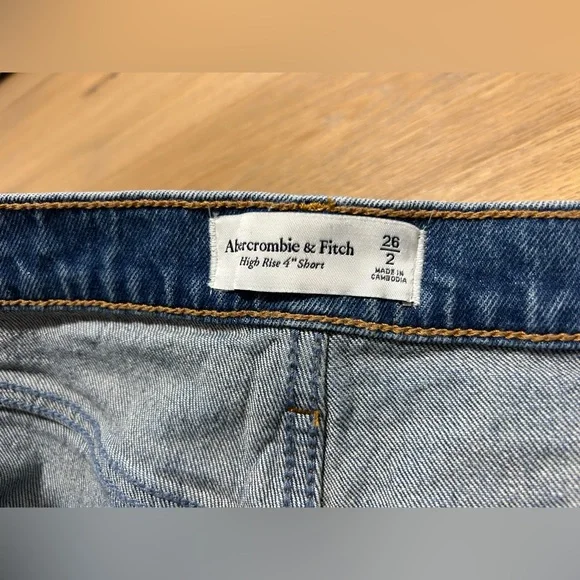 Abercrombie & Fitch
High Rise 4" Short
26
2
MADE IN
CAMBODIA